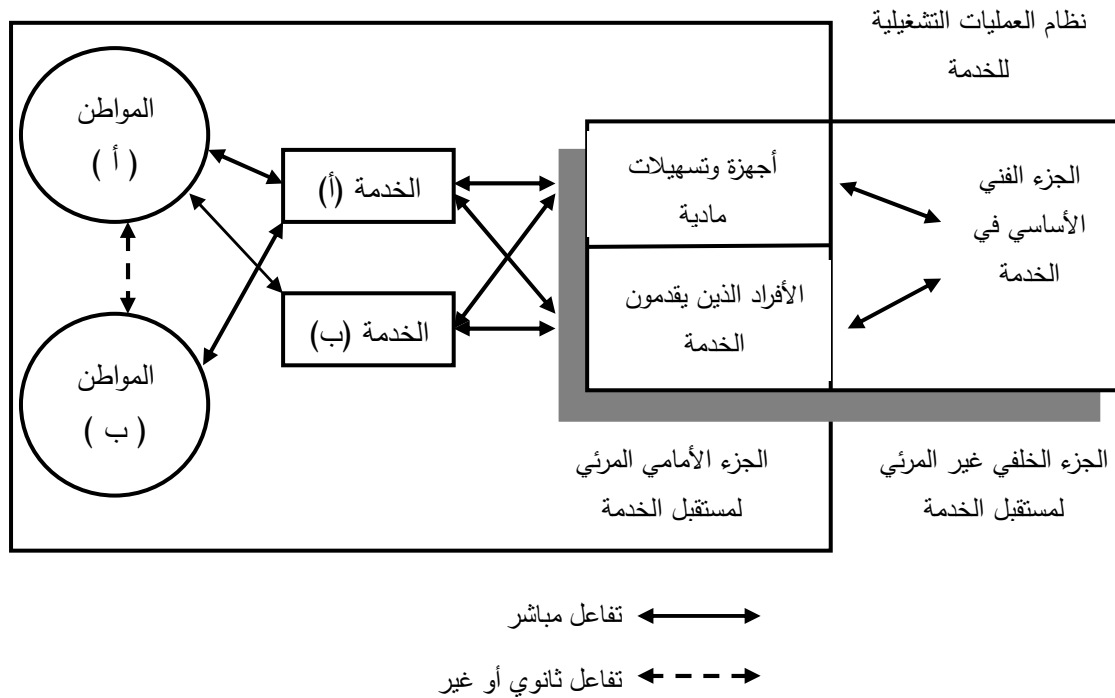 نظام العمليات التشغيلية
للخدمة
المواطن
( أ )
الخدمة (أ)
أجهزة وتسهيلات
مادية
الجزء الفني
الأساسي في
الخدمة
الخدمة (ب)
الأفراد الذين يقدمون
الخدمة
المواطن
( ب )
الجزء الأمامي المرئي
لمستقبل الخدمة
الجزء الخلفي غير المرئي
لمستقبل الخدمة
تفاعل مباشر
تفاعل ثانوي أو غير